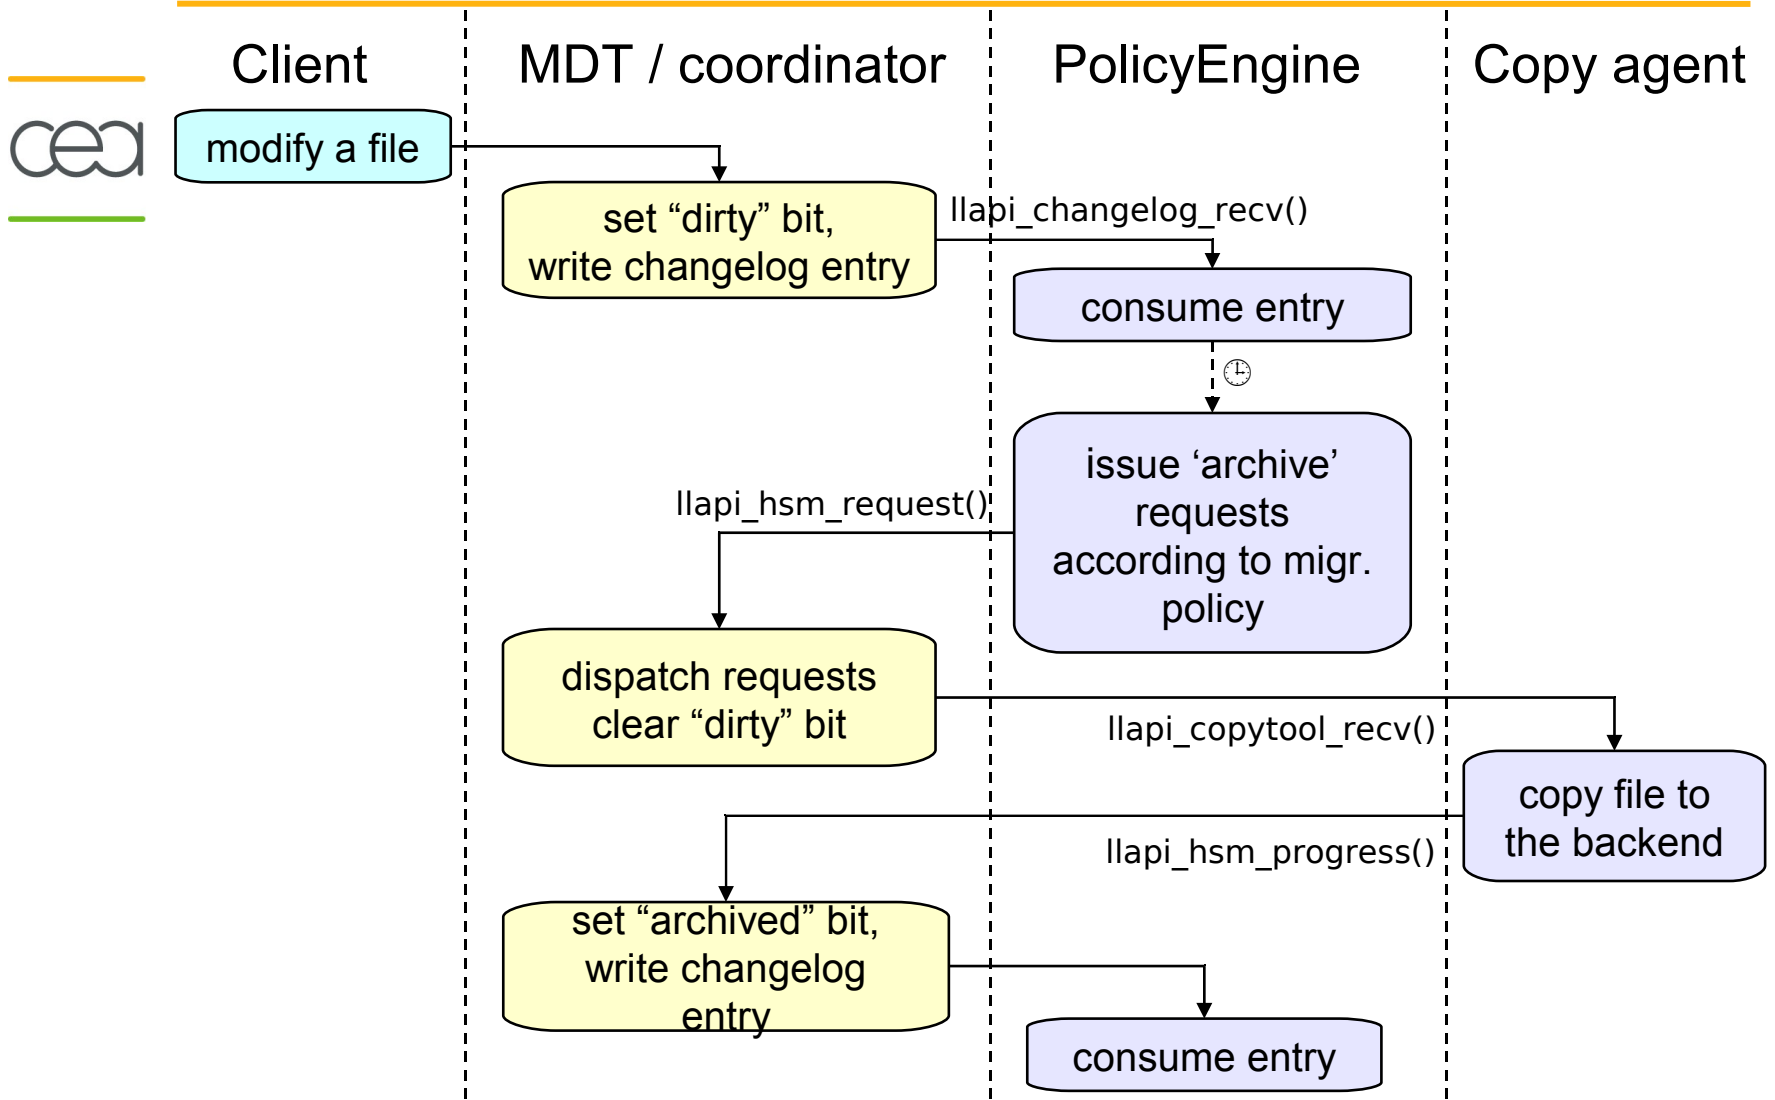 Client
MDT / coordinator
PolicyEngine
Copy agent
cea
modify a file
set “dirty” bit,
write changelog entry
llapi_changelog_recv()
consume entry
issue ‘archive’
requests
according to migr.
policy
llapi_hsm_request()
dispatch requests
clear “dirty” bit
llapi_copytool_recv()
copy file to
the backend
llapi_hsm_progress()
set “archived” bit,
write changelog
entry
consume entry